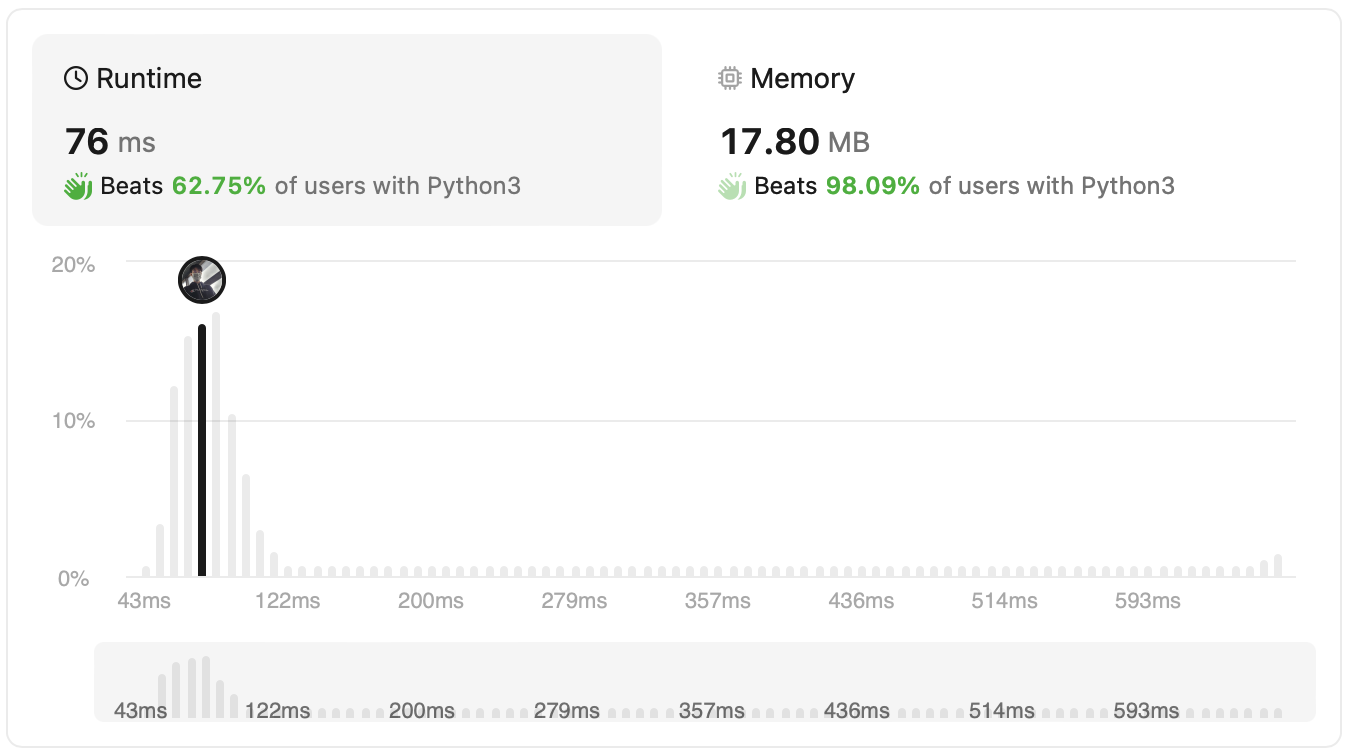 Runtime
76 ms
Beats 62.75% of users with Python3
Memory
17.80 MB
Beats 98.09% of users with Python3
20%
10%
0%
43ms 122ms 200ms 279ms 357ms 436ms 514ms 593ms
43ms 122ms 200ms 279ms 357ms 436ms 514ms 593ms